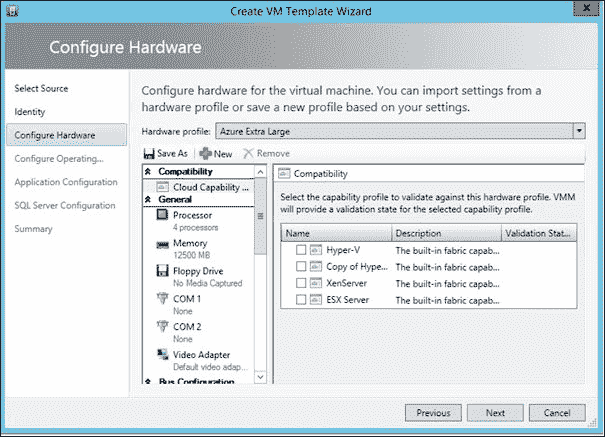 Create VM Template Wizard
Configure Hardware
Select Source
Identity
Configure Hardware
Configure Operating...
Application Configuration
SQL Server Configuration
Summary
Configure hardware for the virtual machine. You can import settings from a
hardware profile or save a new profile based on your settings.
Hardware profile: Azure Extra Large
Save As New Remove
Compatibility
Cloud Capability ...
General
Processor
4 processors
Memory
12500 MB
Floppy Drive
No Media Captured
COM 1
None
COM 2
None
Video Adapter
Default video adap...
Bus Configuration
Compatibility
Select the capability profile to validate against this hardware profile. VMM
will provide a validation state for the selected capability profile.
Name Description Validation Stat...
Hyper-V The built-in fabric capab...
Copy of Hype... The built-in fabric capab...
XenServer The built-in fabric capab...
ESX Server The built-in fabric capab...
Previous Next Cancel